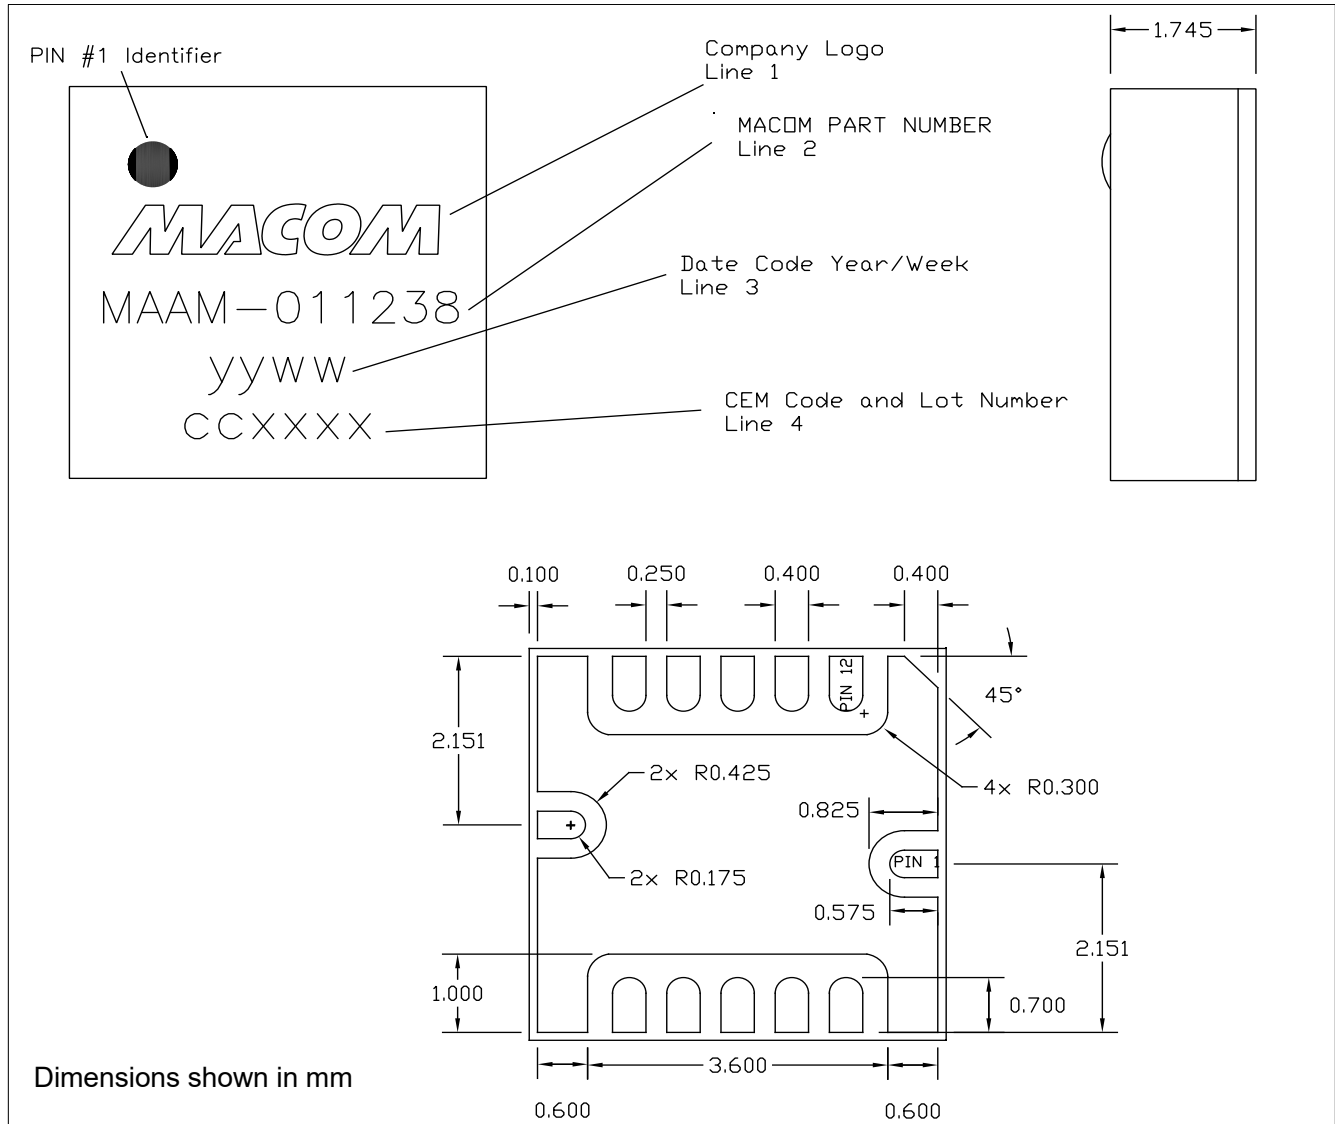 PIN #1 Identifier
Company Logo
Line 1
1.745
MACOM PART NUMBER
Line 2
MACOM
Date Code Year/Week
Line 3
MAAM-011238
yyww
CCXXXX
CEM Code and Lot Number
Line 4
0.100
0.250
0.400
0.400
PIN 12
45°
2.151
2x R0.425
4x R0.300
0.825
PIN 1
2x R0.175
0.575
2.151
1.000
0.700
3.600
Dimensions shown in mm
0.600
0.600